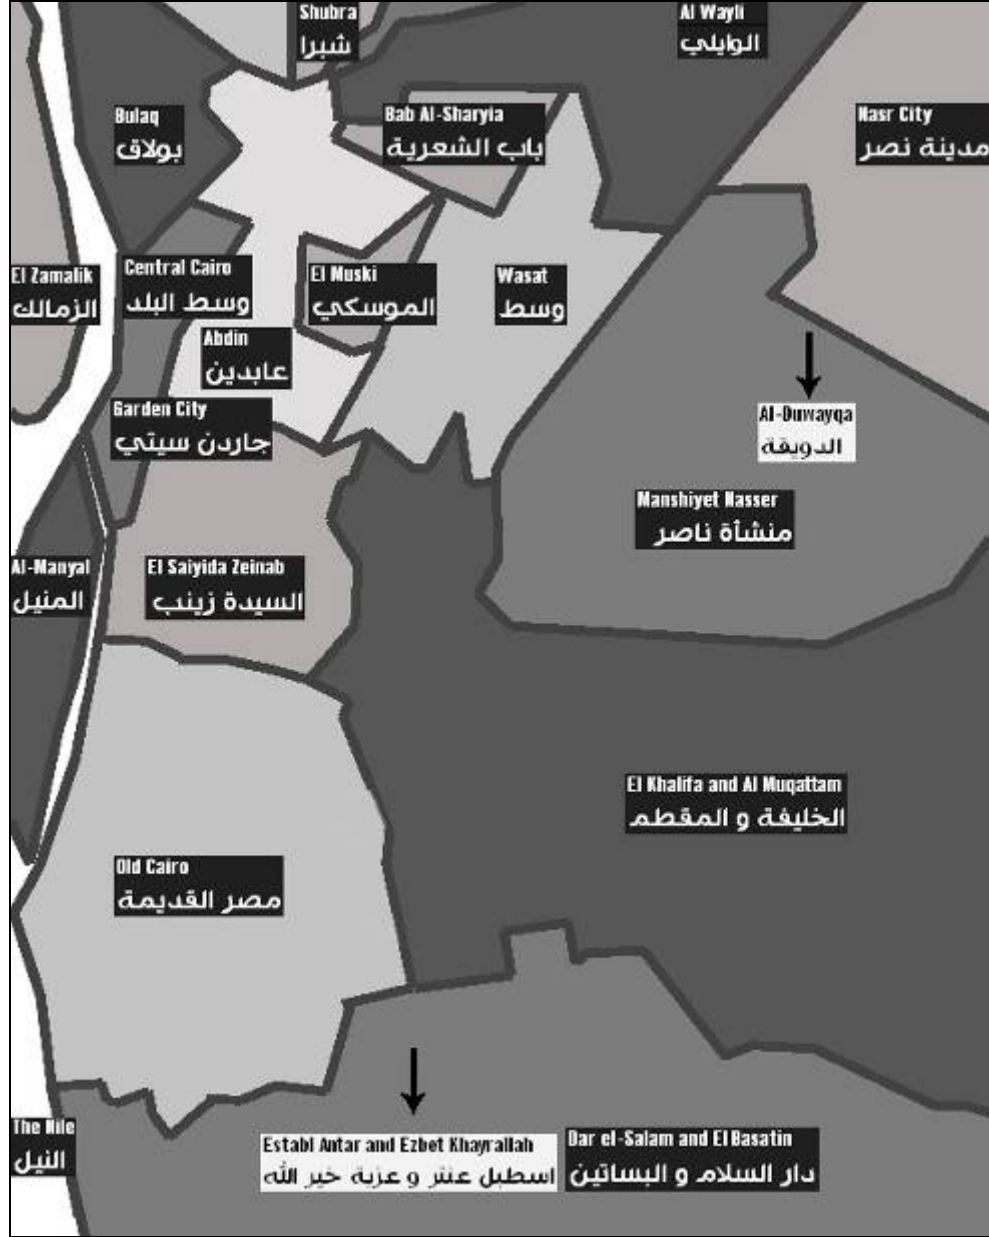 Shubra
شبرا
Al Wayli
الوايلي
Bulaq
بولاق
Bab Al-Sharyia
باب الشعرية
Nasr City
مدينة نصر
El Zamalik
الزمالك
Central Cairo
وسط البلد
El Muski
الموسكي
Wasat
وسط
Abdin
عابدين
Garden City
جاردن سيتي
Al-Duwayqa
الدويقة
Manshiyet Nasser
منشأة ناصر
Al-Manyal
المنيل
El Saiyida Zeinab
السيدة زينب
El Khalifa and Al Muqattam
الخليفة و المقطم
Old Cairo
مصر القديمة
The Nile
النيل
Establ Antar and Ezbet Khayrallah
اسطبل عنتر و عزبة خير الله
Dar el-Salam and El Basatin
دار السلام و البساتين